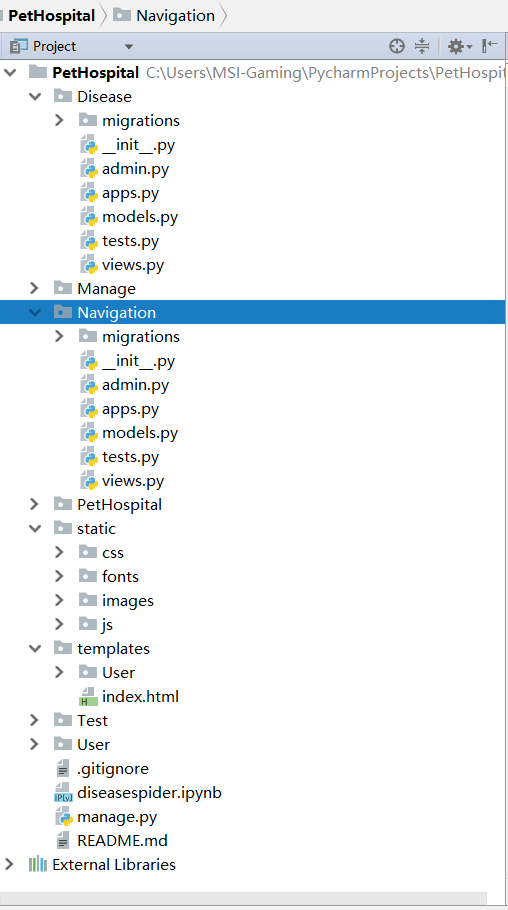 PetHospital Navigation
Project
PetHospital C:\Users\MSI-Gaming\PycharmProjects\PetHospit
Disease
migrations
__init__.py
admin.py
apps.py
models.py
tests.py
views.py
Manage
Navigation
migrations
__init__.py
admin.py
apps.py
models.py
tests.py
views.py
PetHospital
static
css
fonts
images
js
templates
User
H index.html
Test
User
.gitignore
IP[y] diseasespider.ipynb
manage.py
README.md
External Libraries